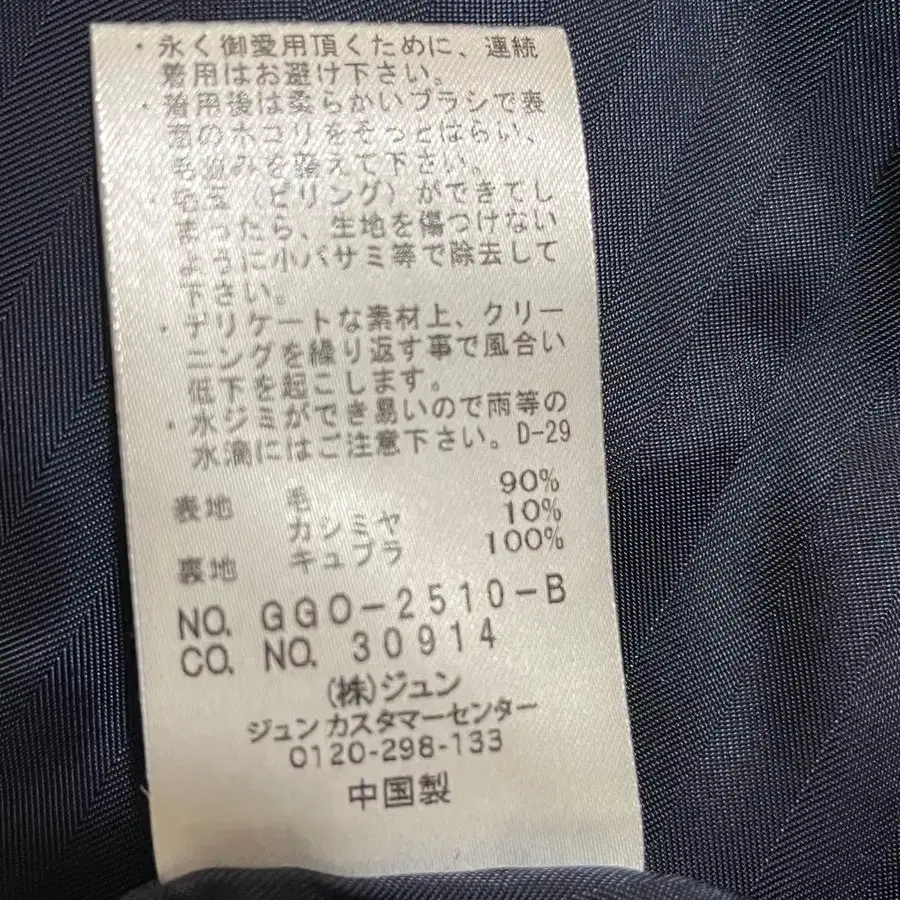 ・永く御愛用頂くために、連続
着用はお避け下さい。
・着用後は柔らかいブラシで表
面のホコリをそっとはらい、
毛並みを整えて下さい。
・毛玉（ピリング）ができてし
まったら、生地を傷つけない
ように小バサミ等で除去して
下さい。
・デリケートな素材上、クリー
ニングを繰り返す事で風合い
低下を起こします。
・水ジミができ易いので雨等の
水滴にはご注意下さい。D-29
表地 毛 90%
カシミヤ 10%
裏地 キュプラ 100%
NO. GGO-2510-B
CO. NO. 30914
(株)ジュン
ジュン カスタマーセンター
0120-298-133
中国製